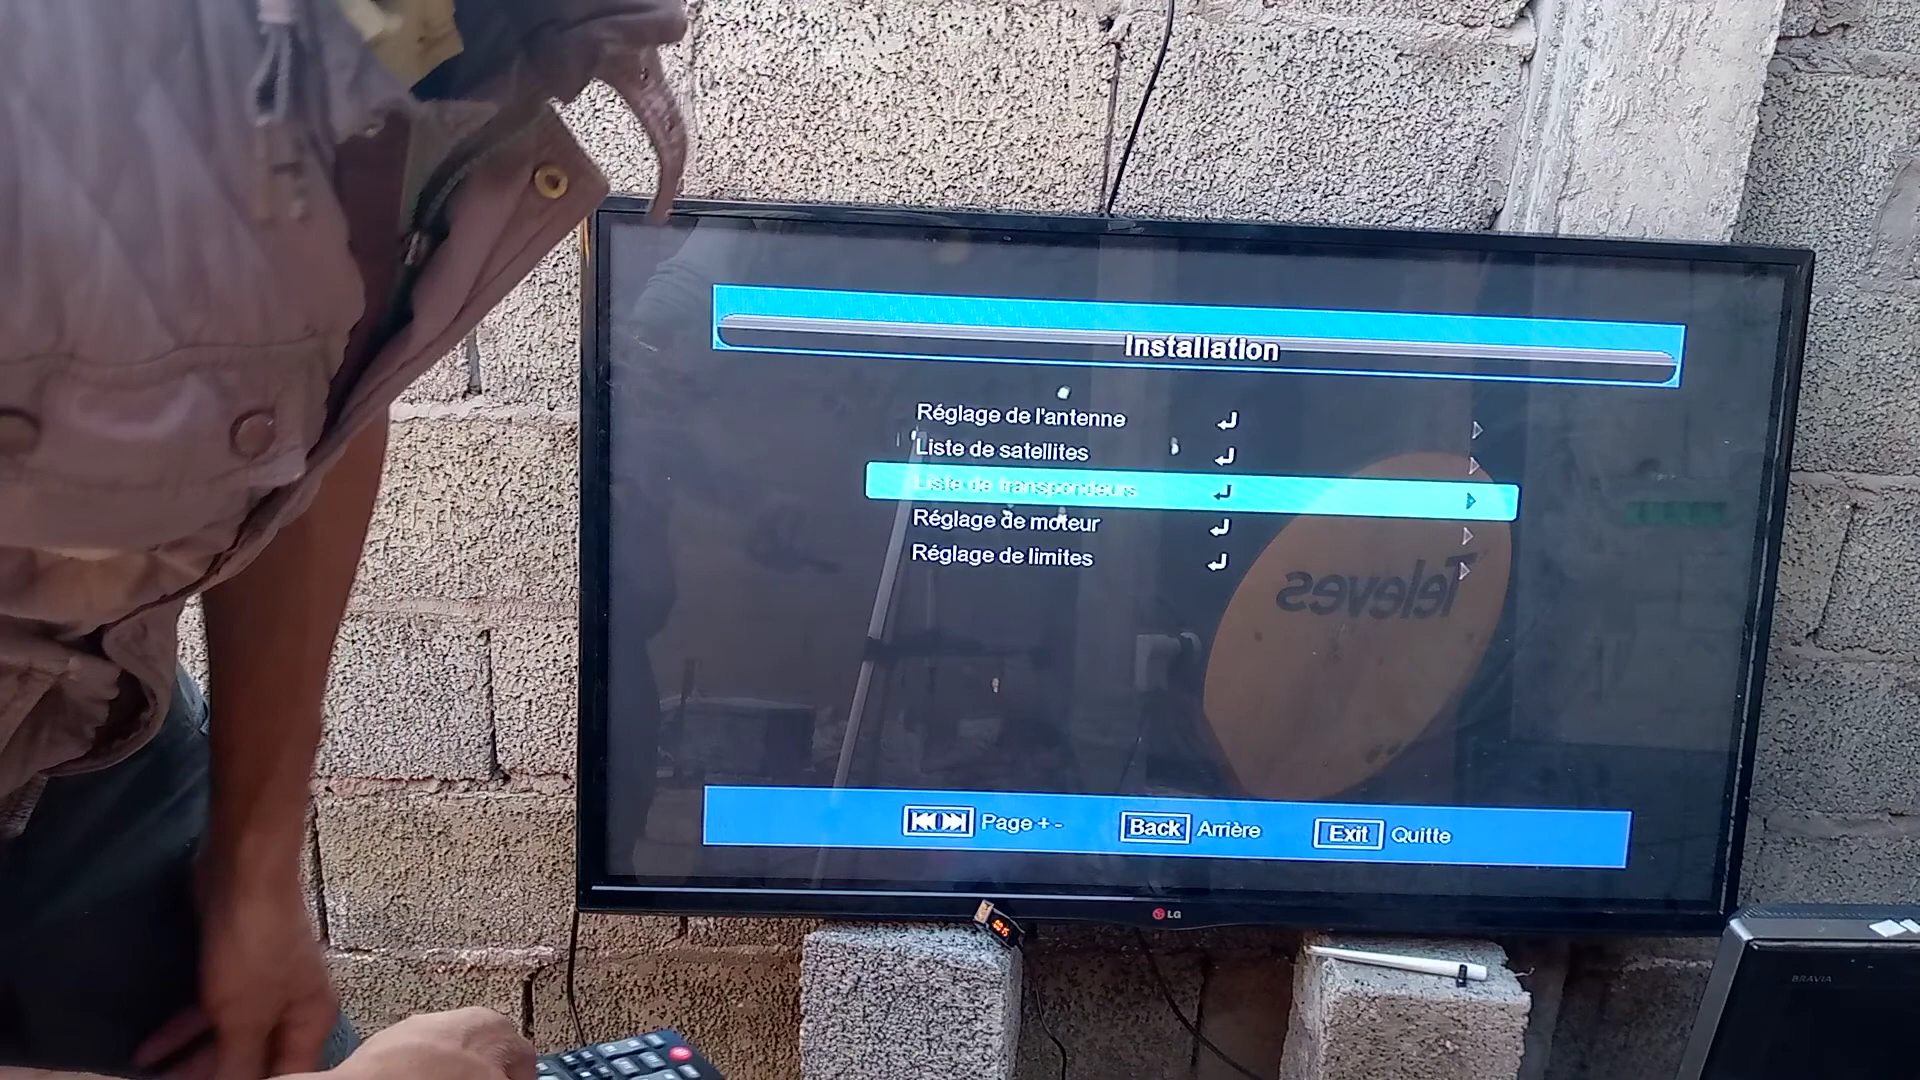 Installation
Réglage de l'antenne
Liste de satellites
Liste de transpondeurs
Réglage de moteur
Réglage de limites
Televes
Page + -
Back Arrière
Exit Quitte
LG
BRAVIA